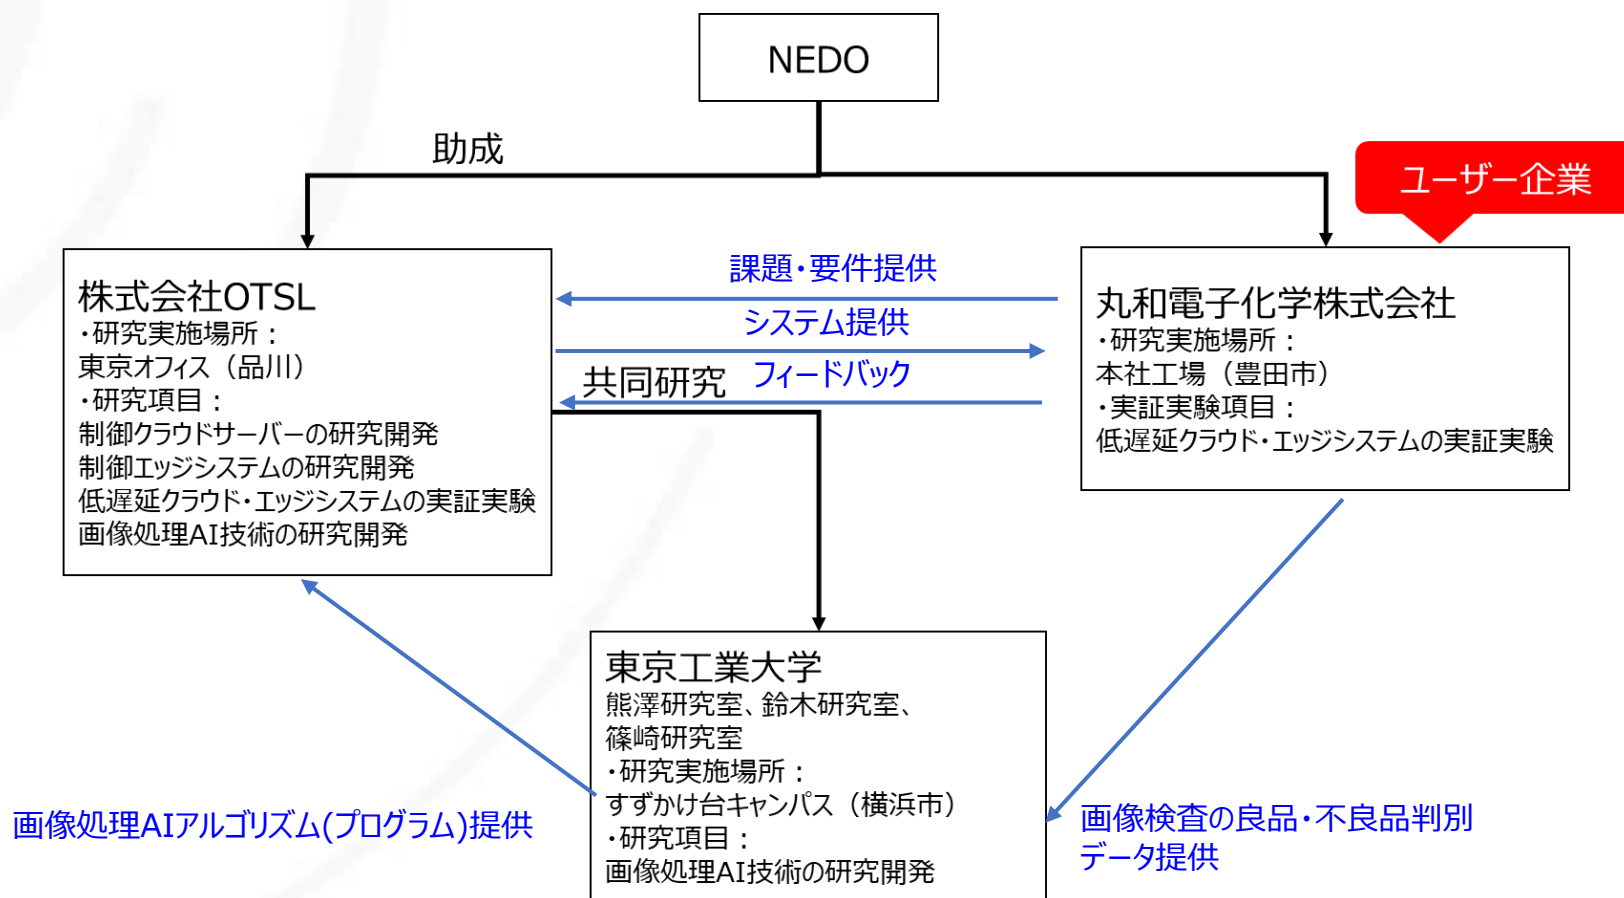 NEDO
助成
ユーザー企業
株式会社OTSL
・研究実施場所：
東京オフィス（品川）
・研究項目：
制御クラウドサーバーの研究開発
制御エッジシステムの研究開発
低遅延クラウド・エッジシステムの実証実験
画像処理AI技術の研究開発
課題・要件提供
システム提供
フィードバック
共同研究
丸和電子化学株式会社
・研究実施場所：
本社工場（豊田市）
・実証実験項目：
低遅延クラウド・エッジシステムの実証実験
東京工業大学
熊澤研究室、鈴木研究室、
篠崎研究室
・研究実施場所：
すずかけ台キャンパス（横浜市）
・研究項目：
画像処理AI技術の研究開発
画像処理AIアルゴリズム(プログラム)提供
画像検査の良品・不良品判別
データ提供